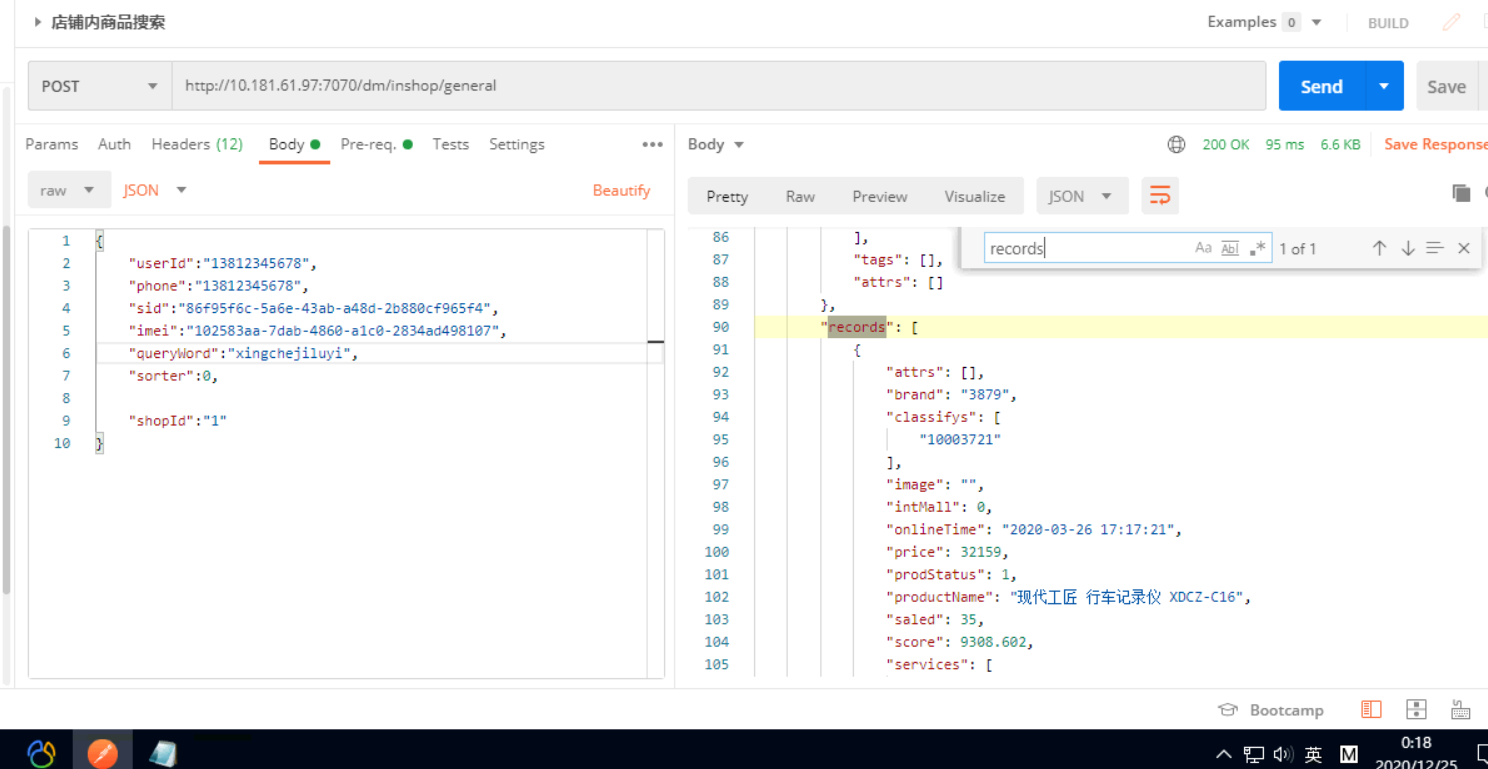 店铺内商品搜索
Examples 0 BUILD
POST http://10.181.61.97:7070/dm/inshop/general Send Save
Params Auth Headers (12) Body Pre-req. Tests Settings
raw JSON Beautify
1 {
2 "userId":"13812345678",
3 "phone":"13812345678",
4 "sid":"86f95f6c-5a6e-43ab-a48d-2b880cf965f4",
5 "imei":"102583aa-7dab-4860-a1c0-2834ad498107",
6 "queryWord":"xingchejiluyi",
7 "sorter":0,
8
9 "shopId":"1"
10 }
Body 200 OK 95 ms 6.6 KB Save Response
Pretty Raw Preview Visualize JSON
records Aa Abl .* 1 of 1
86 ],
87 "tags": [],
88 "attrs": []
89 },
90 "records": [
91 {
92 "attrs": [],
93 "brand": "3879",
94 "classifys": [
95 "10003721"
96 ],
97 "image": "",
98 "intMall": 0,
99 "onlineTime": "2020-03-26 17:17:21",
100 "price": 32159,
101 "prodStatus": 1,
102 "productName": "现代工匠 行车记录仪 XDCZ-C16",
103 "saled": 35,
104 "score": 9308.602,
105 "services": [
Bootcamp
英 M 0:18
2020/12/25